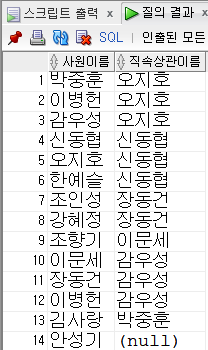 스크립트 출력 x 질의 결과
SQL | 인출된 모든
사원이름 직속상관이름
1 박중훈 오지호
2 이병헌 오지호
3 감우성 오지호
4 신동협 신동협
5 오지호 신동협
6 한예슬 신동협
7 조인성 장동건
8 강혜정 장동건
9 조향기 이문세
10 이문세 감우성
11 장동건 감우성
12 이병헌 감우성
13 김사랑 박중훈
14 안성기 (null)